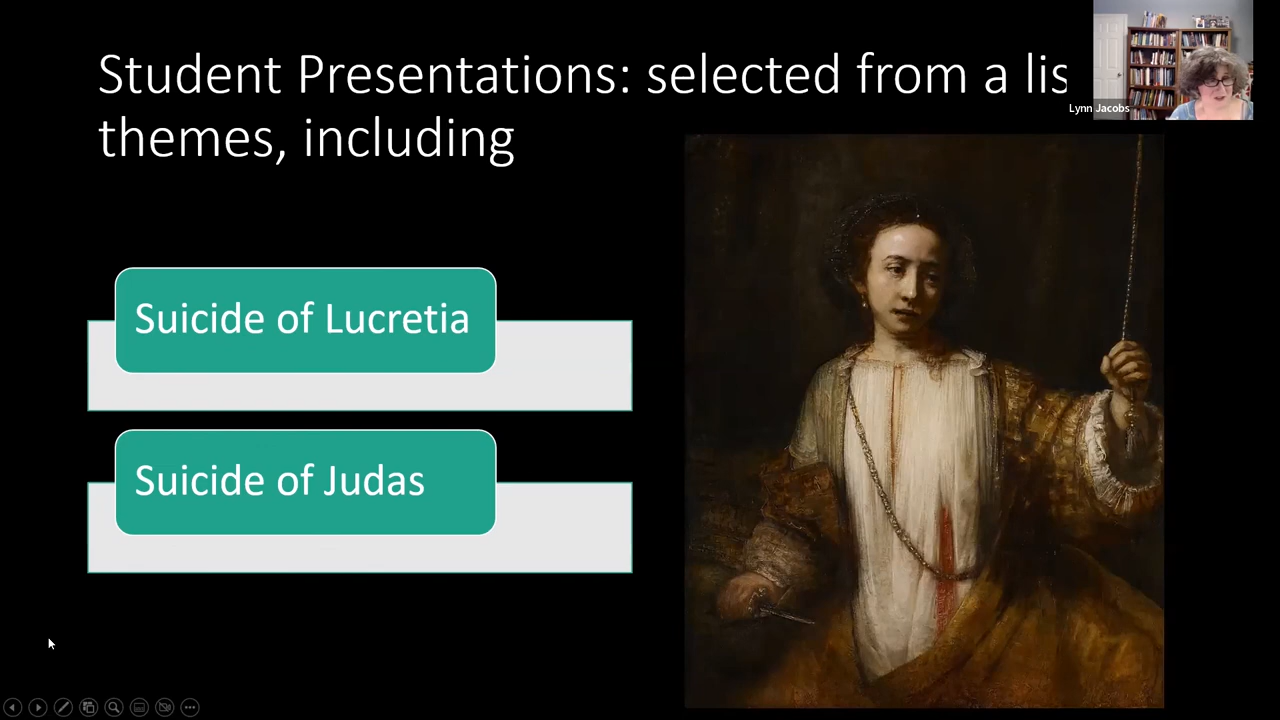 Student Presentations: selected from a lis
themes, including
Lynn Jacobs
Suicide of Lucretia
Suicide of Judas